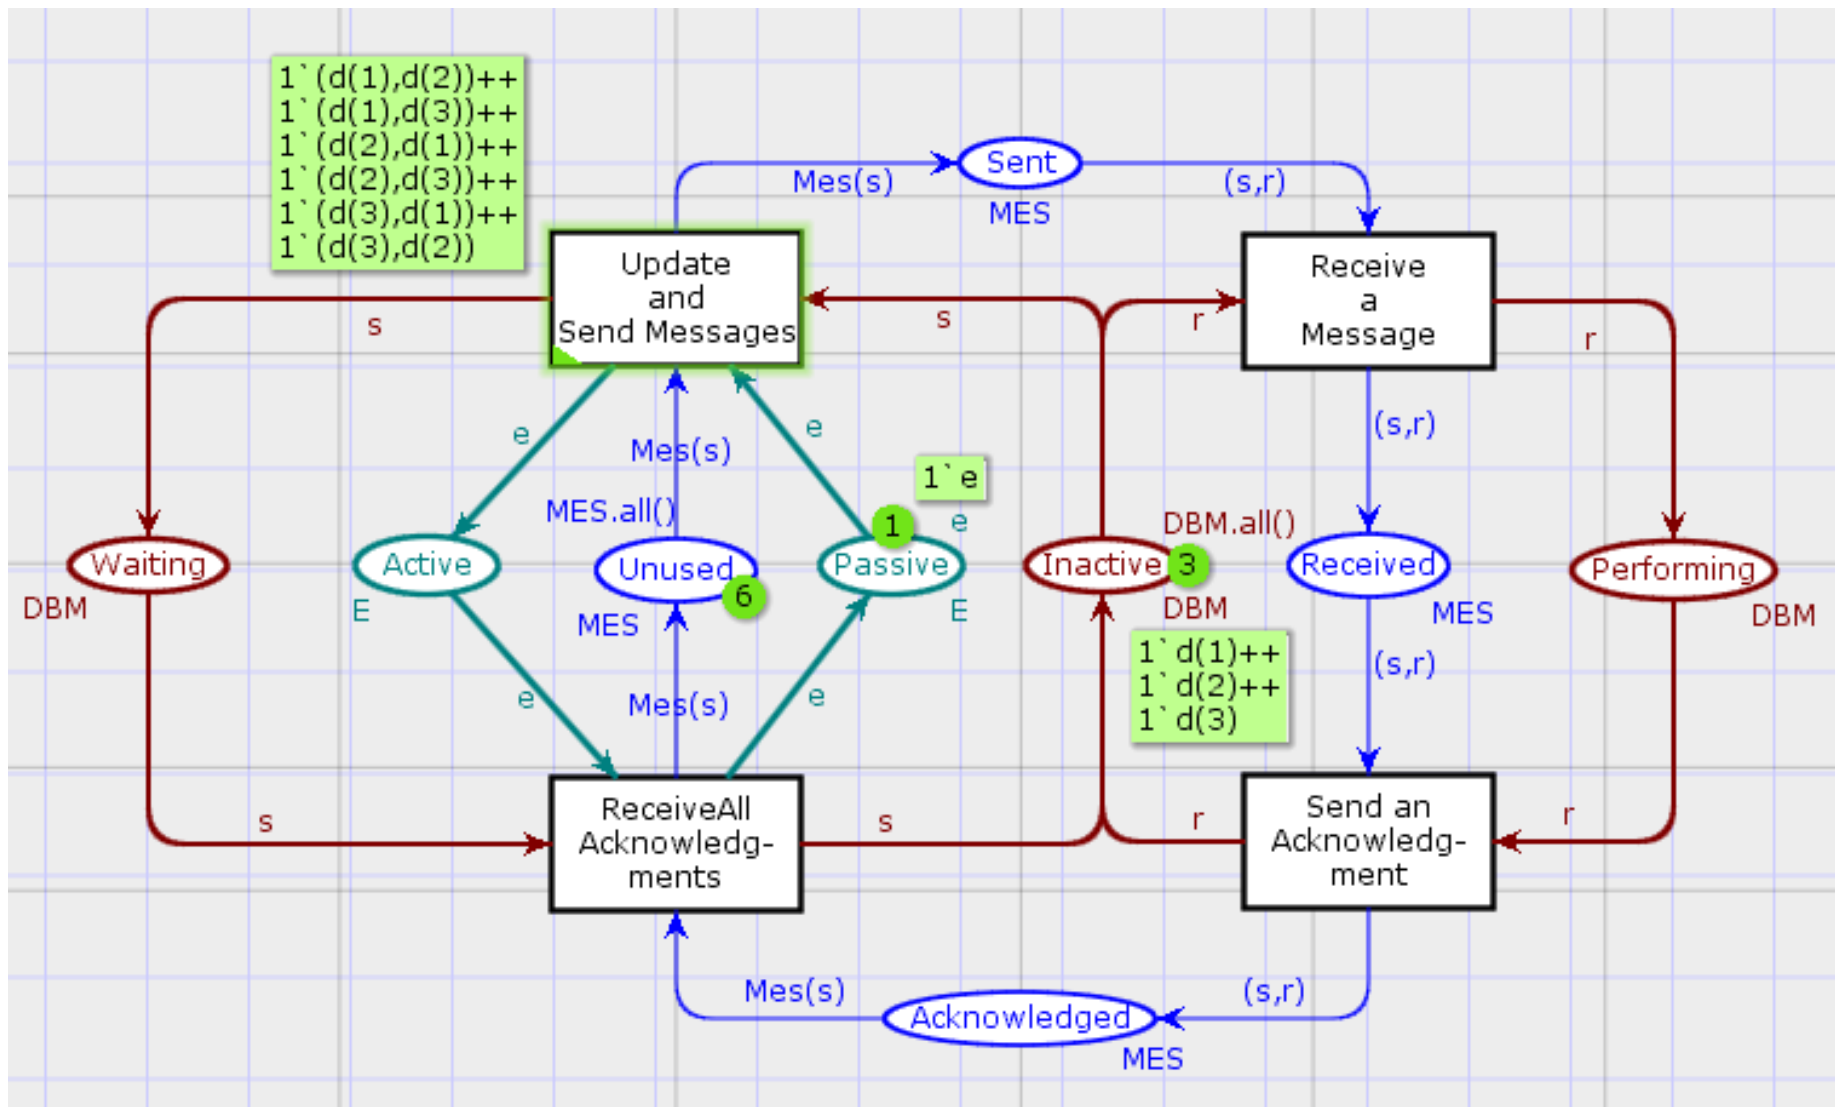 1`(d(1),d(2))++
1`(d(1),d(3))++
1`(d(2),d(1))++
1`(d(2),d(3))++
1`(d(3),d(1))++
1`(d(3),d(2))
Sent
Mes(s)
(s,r)
MES
Update
and
Send Messages
Receive
a
Message
s
s
r
r
e
Mes(s)
e
(s,r)
1`e
MES.all()
1
e
DBM.all()
Waiting
Active
Unused
Passive
Inactive
3
Received
Performing
6
DBM
E
MES
E
DBM
MES
DBM
1`d(1)++
1`d(2)++
1`d(3)
(s,r)
e
Mes(s)
e
ReceiveAll
Acknowledg-
ments
Send an
Acknowledg-
ment
s
s
r
r
Mes(s)
(s,r)
Acknowledged
MES